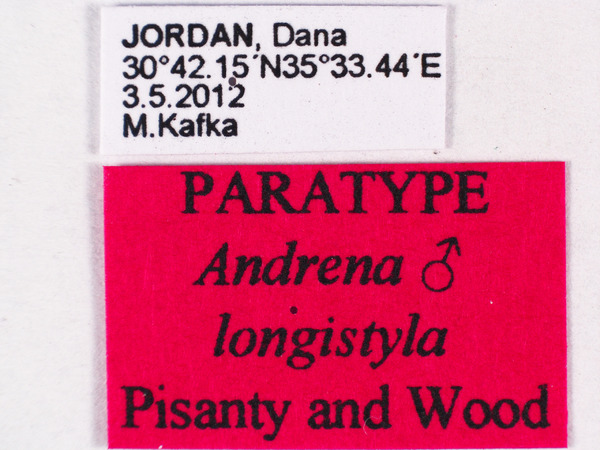 JORDAN, Dana
30°42.15´N35°33.44´E
3.5.2012
M.Kafka
PARATYPE
Andrena ♂
longistyla
Pisanty and Wood